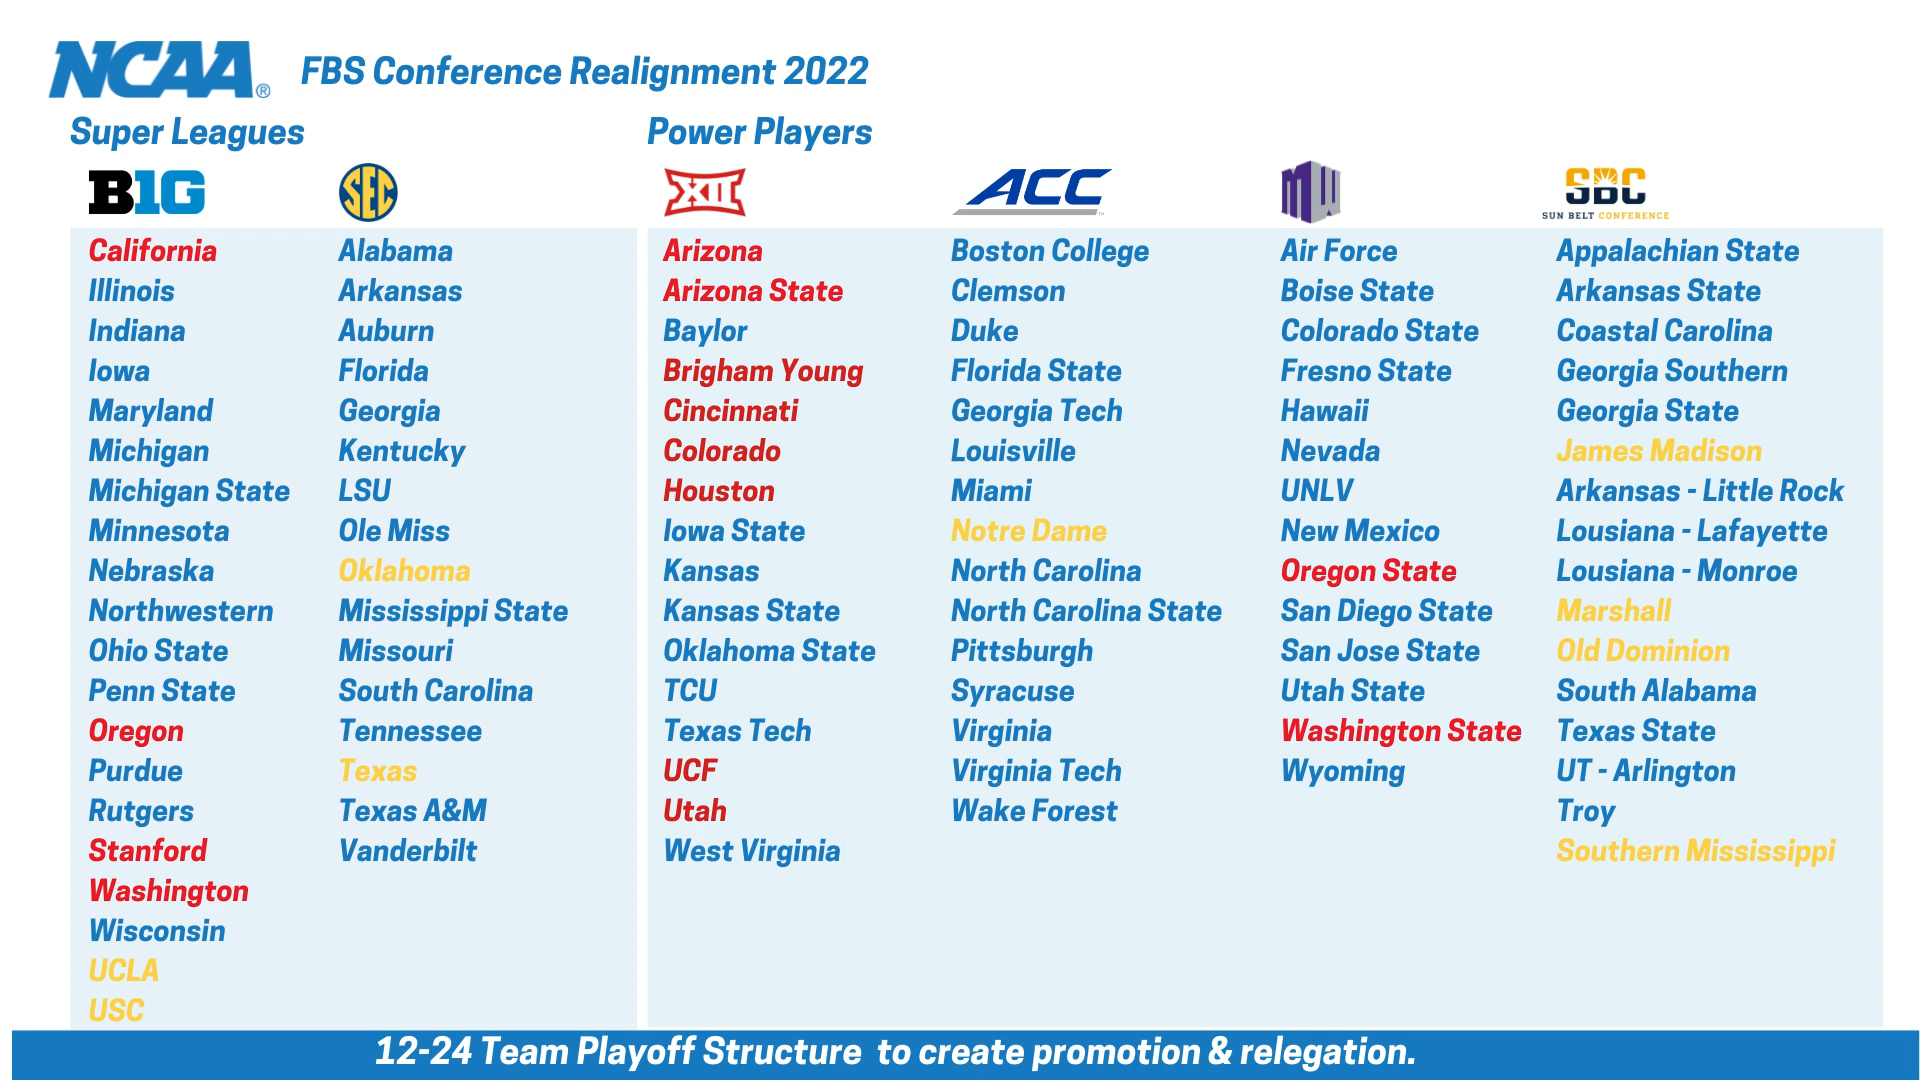 NCAA®
FBS Conference Realignment 2022
Super Leagues
Power Players
B1G
California
Illinois
Indiana
Iowa
Maryland
Michigan
Michigan State
Minnesota
Nebraska
Northwestern
Ohio State
Penn State
Oregon
Purdue
Rutgers
Stanford
Washington
Wisconsin
UCLA
USC
SEC
Alabama
Arkansas
Auburn
Florida
Georgia
Kentucky
LSU
Ole Miss
Oklahoma
Mississippi State
Missouri
South Carolina
Tennessee
Texas
Texas A&M
Vanderbilt
XII
Arizona
Arizona State
Baylor
Brigham Young
Cincinnati
Colorado
Houston
Iowa State
Kansas
Kansas State
Oklahoma State
TCU
Texas Tech
UCF
Utah
West Virginia
ACC
Boston College
Clemson
Duke
Florida State
Georgia Tech
Louisville
Miami
Notre Dame
North Carolina
North Carolina State
Pittsburgh
Syracuse
Virginia
Virginia Tech
Wake Forest
MW
Air Force
Boise State
Colorado State
Fresno State
Hawaii
Nevada
UNLV
New Mexico
Oregon State
San Diego State
San Jose State
Utah State
Washington State
Wyoming
SBC
SUN BELT CONFERENCE
Appalachian State
Arkansas State
Coastal Carolina
Georgia Southern
Georgia State
James Madison
Arkansas - Little Rock
Lousiana - Lafayette
Lousiana - Monroe
Marshall
Old Dominion
South Alabama
Texas State
UT - Arlington
Troy
Southern Mississippi
12-24 Team Playoff Structure to create promotion & relegation.